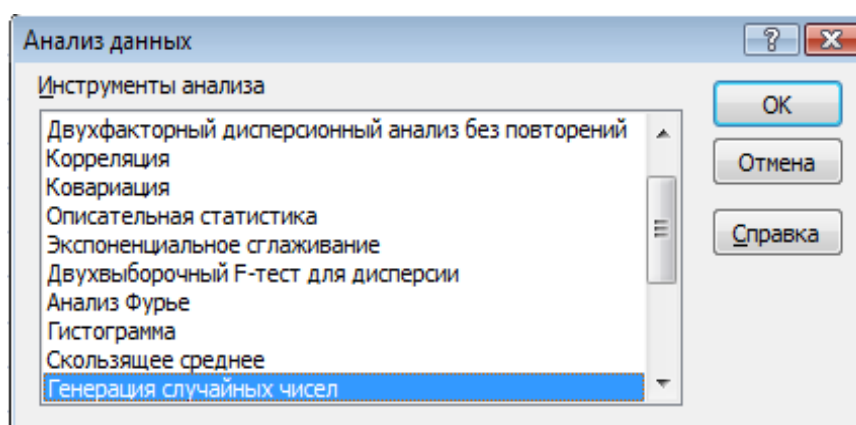 Анализ данных
Инструменты анализа
Двухфакторный дисперсионный анализ без повторений
Корреляция
Ковариация
Описательная статистика
Экспоненциальное сглаживание
Двухвыборочный F-тест для дисперсии
Анализ Фурье
Гистограмма
Скользящее среднее
Генерация случайных чисел
OK
Отмена
Справка